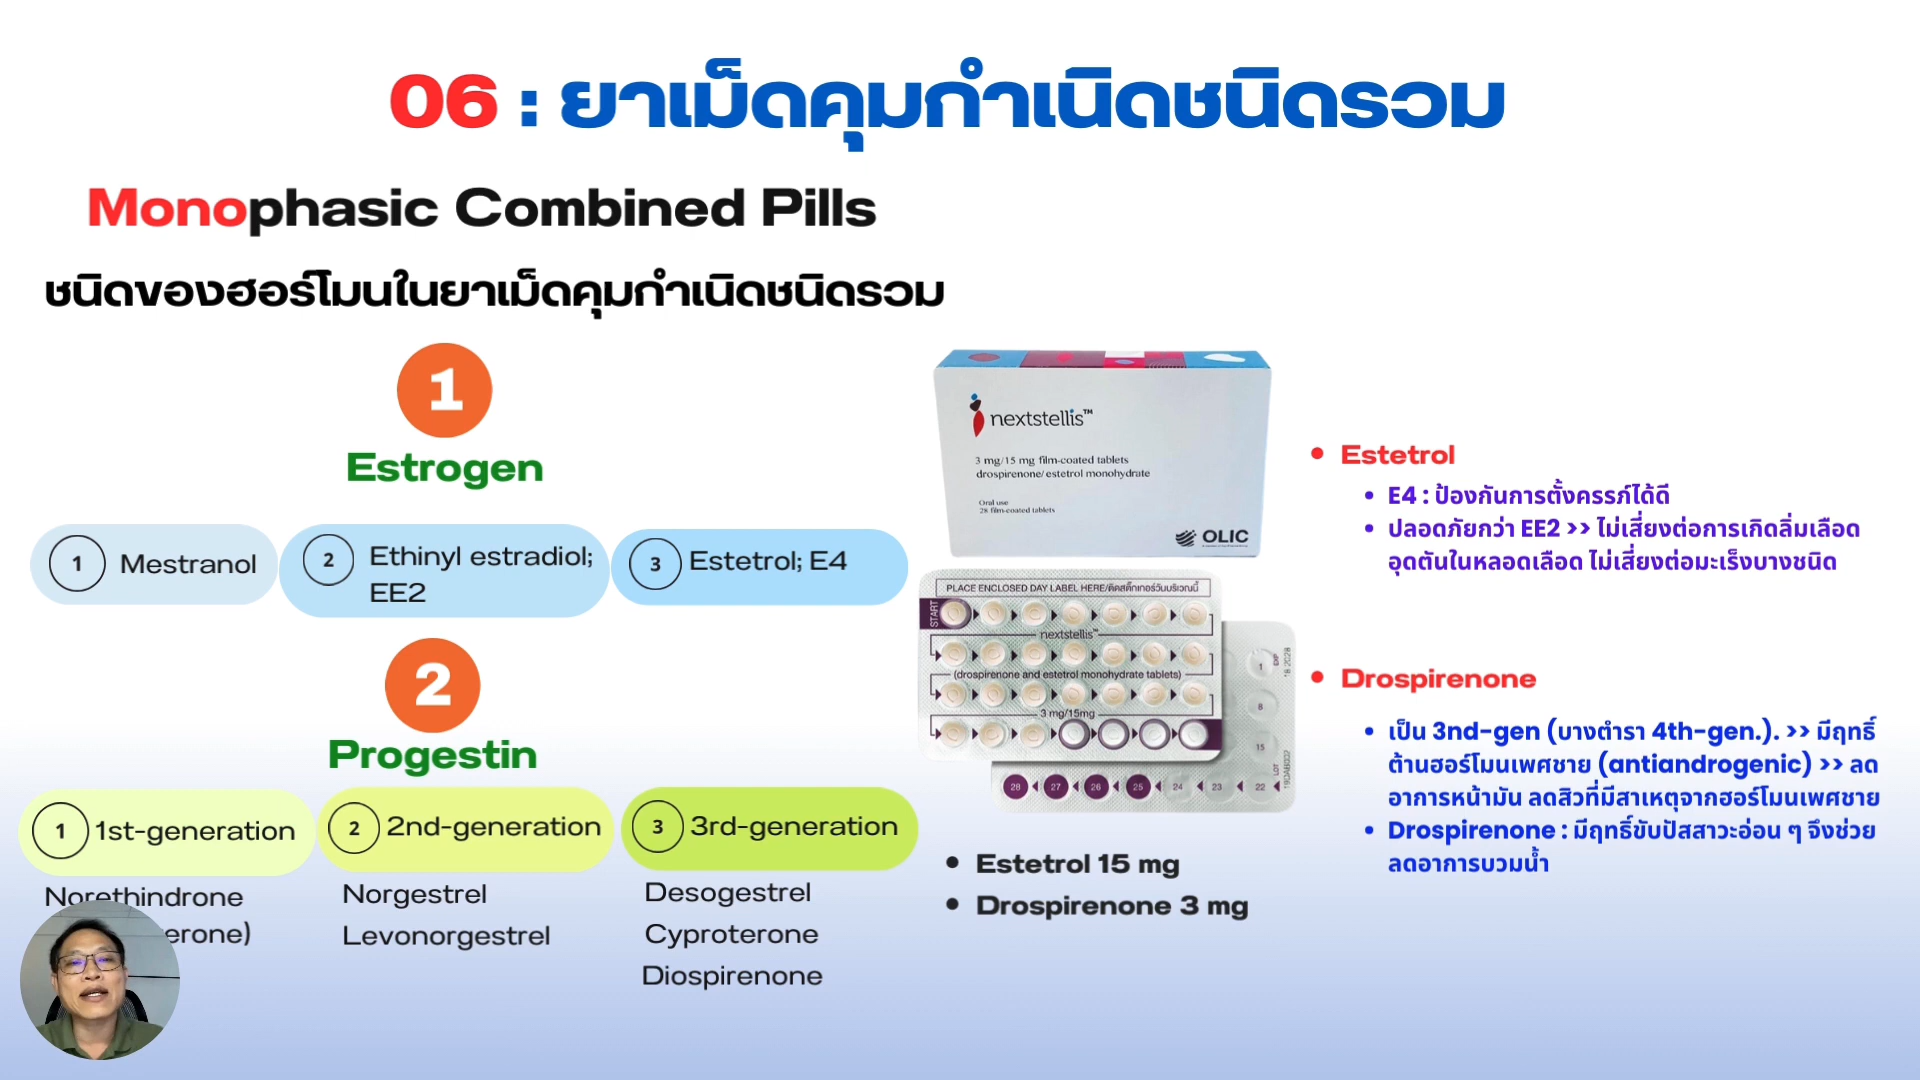 06 : ยาเม็ดคุมกำเนิดชนิดรวม
Monophasic Combined Pills
ชนิดของฮอร์โมนในยาเม็ดคุมกำเนิดชนิดรวม
1
Estrogen
1 Mestranol
2 Ethinyl estradiol;
EE2
3 Estetrol; E4
2
Progestin
1 1st-generation
2 2nd-generation
3 3rd-generation
Norethindrone
erone)
Norgestrel
Levonorgestrel
Desogestrel
Cyproterone
Diospirenone
nextstellis™
3 mg/15 mg film-coated tablets
drospirenone/estetrol monohydrate
Oral use
28 film-coated tablets
OLIC
PLACE ENCLOSED DAY LABEL HERE/ติดสติ๊กเกอร์วันบริเวณนี้
START
nextstellis™
(drospirenone and estetrol monohydrate tablets)
3 mg/15mg
1
8
15
28 27 26 25 24 23 22
EXP
LOT
• Estetrol 15 mg
• Drospirenone 3 mg
• Estetrol
• E4 : ป้องกันการตั้งครรภ์ได้ดี
• ปลอดภัยกว่า EE2 >> ไม่เสี่ยงต่อการเกิดลิ่มเลือด
อุดตันในหลอดเลือด ไม่เสี่ยงต่อมะเร็งบางชนิด
• Drospirenone
• เป็น 3nd-gen (บางตำรา 4th-gen.). >> มีฤทธิ์
ต้านฮอร์โมนเพศชาย (antiandrogenic) >> ลด
อาการหน้ามัน ลดสิวที่มีสาเหตุจากฮอร์โมนเพศชาย
• Drospirenone : มีฤทธิ์ขับปัสสาวะอ่อน ๆ จึงช่วย
ลดอาการบวมน้ำ